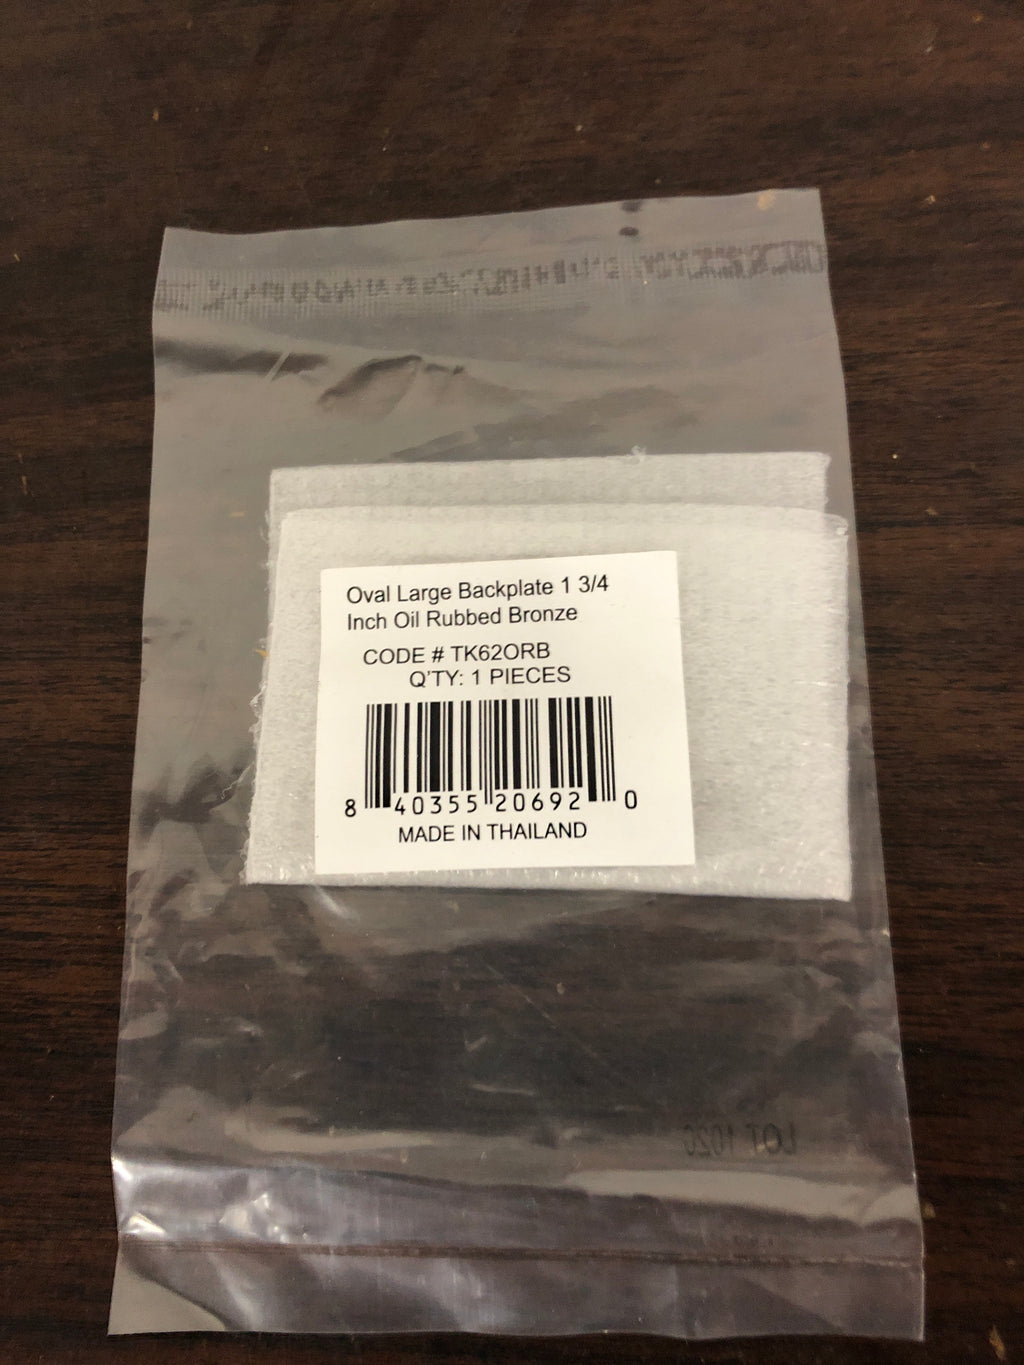 Oval Large Backplate 1 3/4
Inch Oil Rubbed Bronze
CODE # TK62ORB
Q'TY: 1 PIECES
8 40355 20692 0
MADE IN THAILAND
LOT